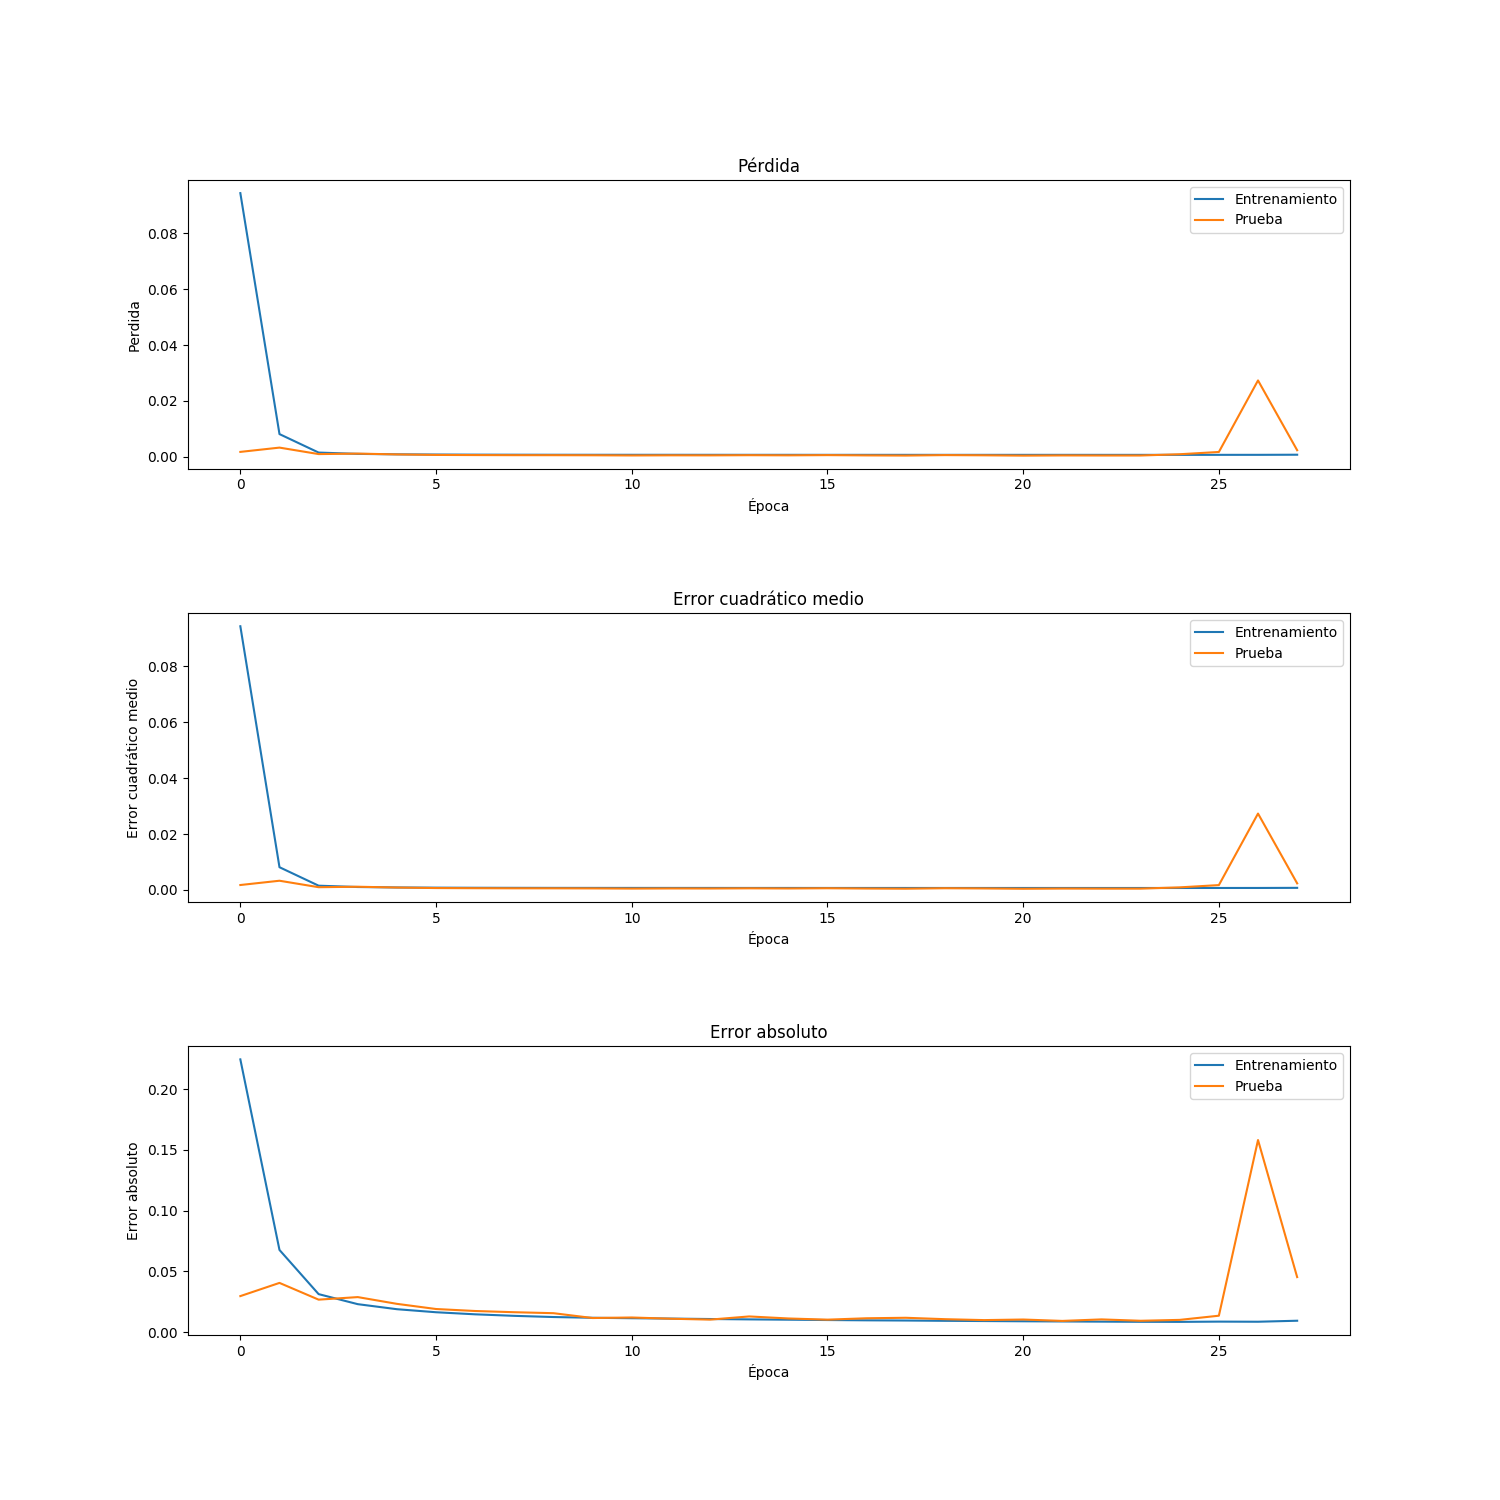 Pérdida
Entrenamiento
Prueba
0.08
0.06
0.04
0.02
0.00
Perdida
0 5 10 15 20 25
Época
Error cuadrático medio
Entrenamiento
Prueba
0.08
0.06
0.04
0.02
0.00
Error cuadrático medio
0 5 10 15 20 25
Época
Error absoluto
Entrenamiento
Prueba
0.20
0.15
0.10
0.05
0.00
Error absoluto
0 5 10 15 20 25
Época